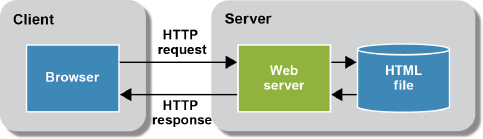 Client
Server
HTTP
request
Browser
Web
server
HTML
file
HTTP
response